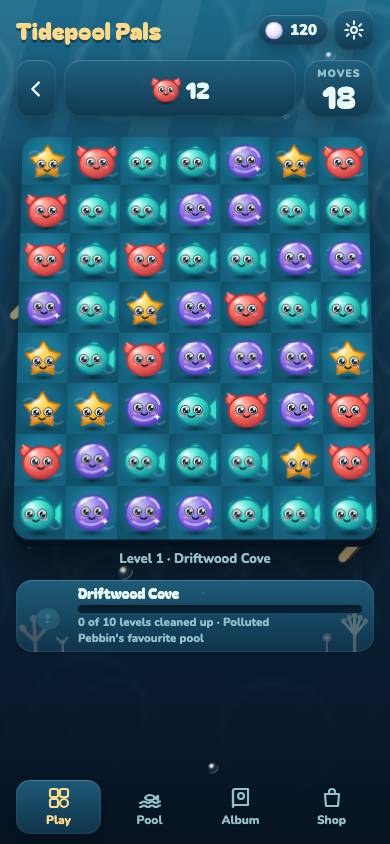 Tidepool Pals
120
12
MOVES
18
Level 1 · Driftwood Cove
Driftwood Cove
?
0 of 10 levels cleaned up · Polluted
Pebbin's favourite pool
Play
Pool
Album
Shop